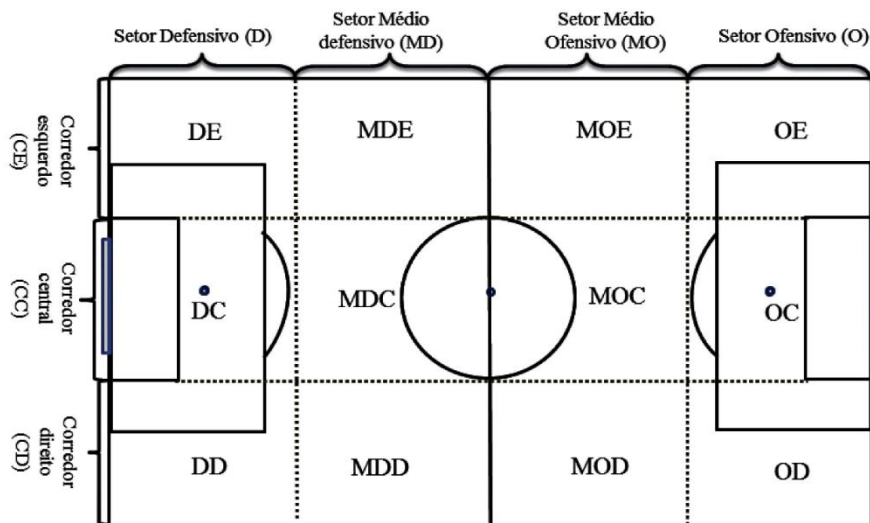 Setor Defensivo (D)
Setor Médio
defensivo (MD)
Setor Médio
Ofensivo (MO)
Setor Ofensivo (O)
Corredor
esquerdo
(CE)
DE
MDE
MOE
OE
Corredor
central
(CC)
DC
MDC
MOC
OC
Corredor
direito
(CD)
DD
MDD
MOD
OD